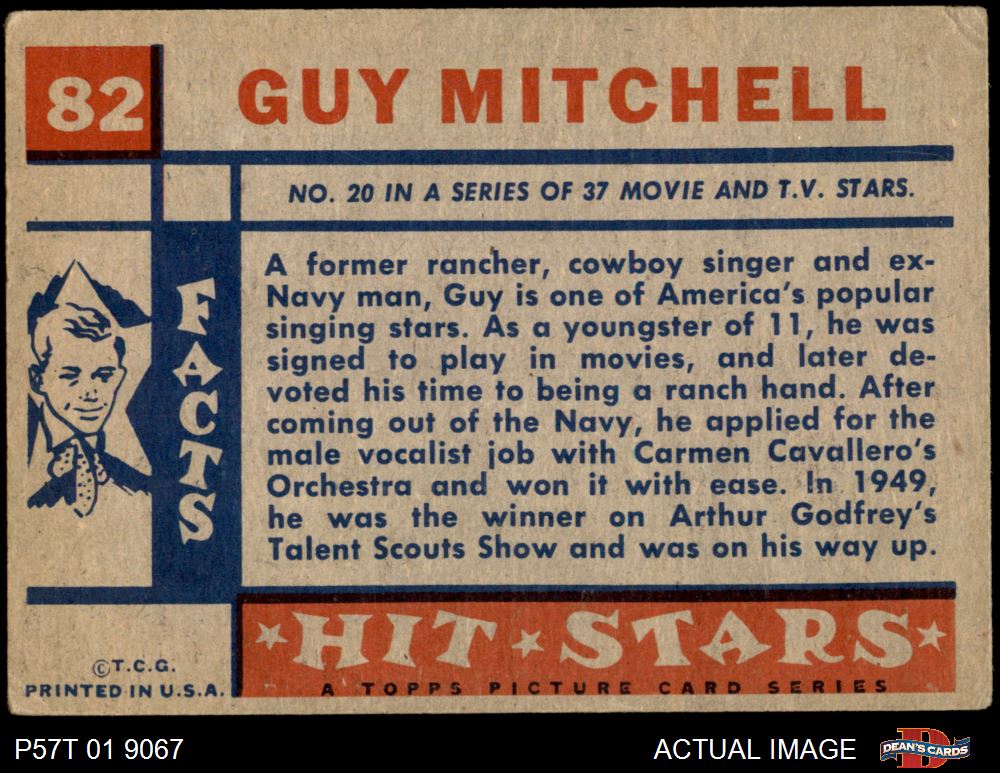 82
GUY MITCHELL
NO. 20 IN A SERIES OF 37 MOVIE AND T.V. STARS.
FACTS
A former rancher, cowboy singer and ex-
Navy man, Guy is one of America's popular
singing stars. As a youngster of 11, he was
signed to play in movies, and later de-
voted his time to being a ranch hand. After
coming out of the Navy, he applied for the
male vocalist job with Carmen Cavallero's
Orchestra and won it with ease. In 1949,
he was the winner on Arthur Godfrey's
Talent Scouts Show and was on his way up.
©T.C.G.
PRINTED IN U.S.A.
HIT STARS
A TOPPS PICTURE CARD SERIES
P57T 01 9067
ACTUAL IMAGE
DEAN'S CARDS